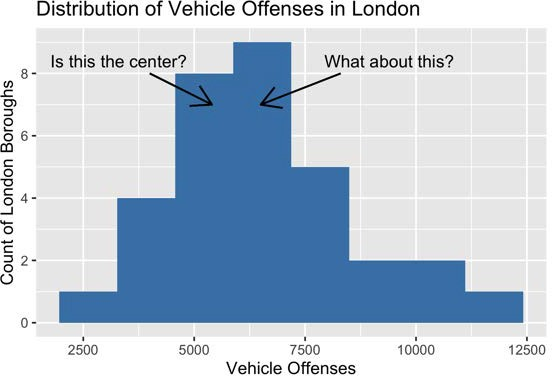 Distribution of Vehicle Offenses in London
Is this the center?
What about this?
Count of London Boroughs
8
6
4
2
0
2500
5000
7500
10000
12500
Vehicle Offenses